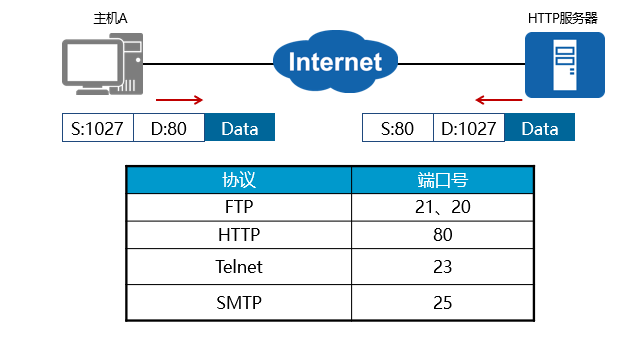 主机A
HTTP服务器
Internet
S:1027 D:80 Data
S:80 D:1027 Data
协议 端口号
FTP 21、20
HTTP 80
Telnet 23
SMTP 25